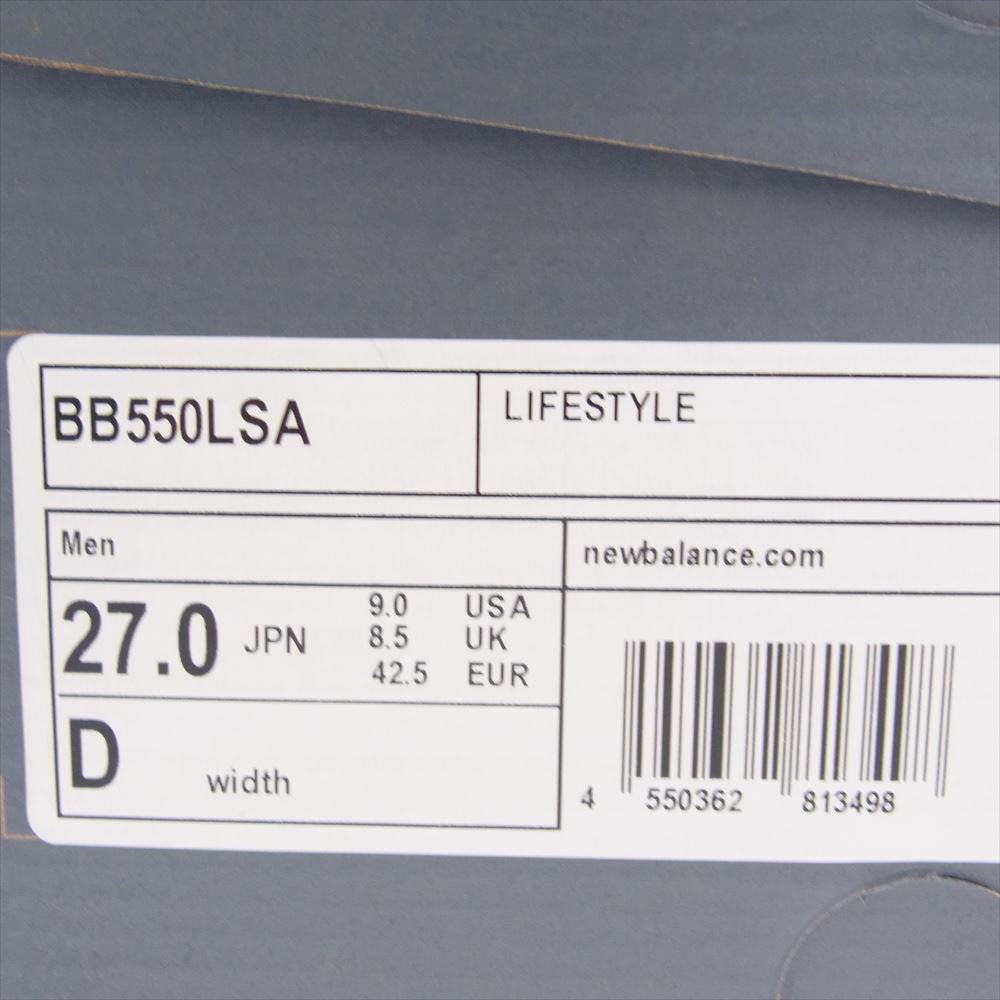 BB550LSA
LIFESTYLE
Men
newbalance.com
27.0 JPN
9.0 USA
8.5 UK
42.5 EUR
D width
4 550362 813498